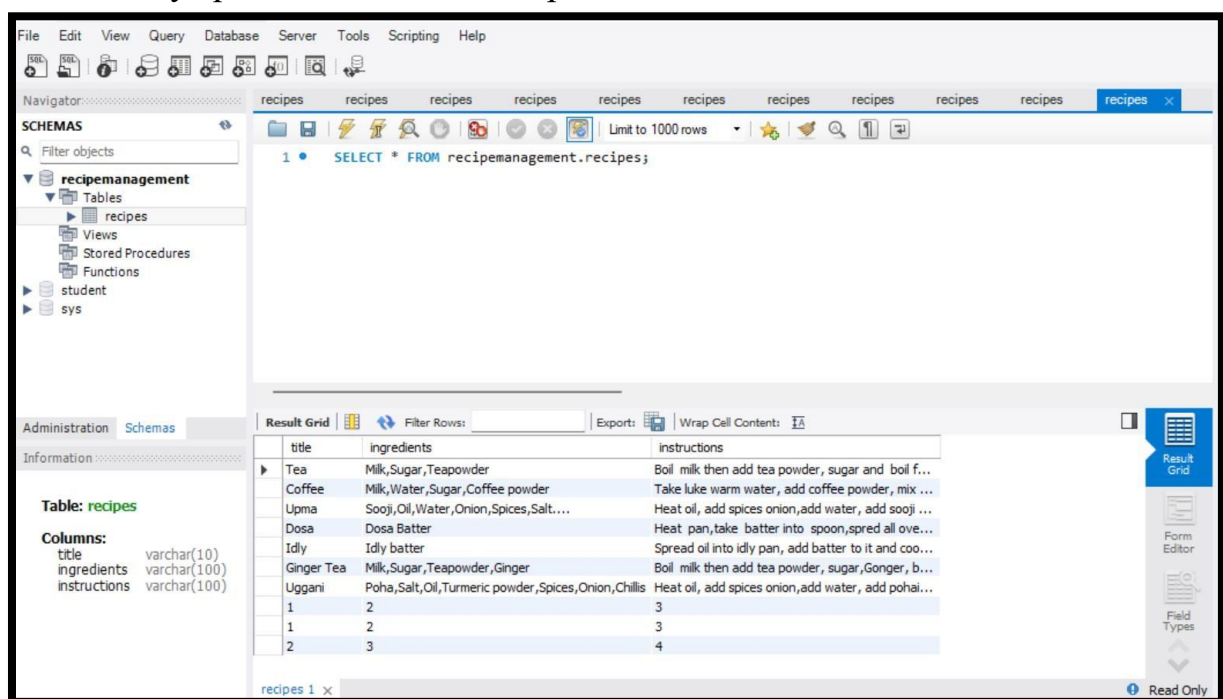 File Edit View Query Database Server Tools Scripting Help
Navigator
recipes recipes recipes recipes recipes recipes recipes recipes recipes recipes recipes
SCHEMAS
Limit to 1000 rows
Filter objects
1 SELECT * FROM recipemanagement.recipes;
recipemanagement
Tables
recipes
Views
Stored Procedures
Functions
student
sys
Administration Schemas
Result Grid Filter Rows: Export: Wrap Cell Content:
Information
title ingredients instructions
Tea Milk,Sugar,Teapowder Boil milk then add tea powder, sugar and boil f...
Coffee Milk,Water,Sugar,Coffee powder Take luke warm water, add coffee powder, mix ...
Upma Sooji,Oil,Water,Onion,Spices,Salt.... Heat oil, add spices onion,add water, add sooji ...
Dosa Dosa Batter Heat pan,take batter into spoon,spred all ove...
Idly Idly batter Spread oil into idly pan, add batter to it and coo...
Ginger Tea Milk,Sugar,Teapowder,Ginger Boil milk then add tea powder, sugar,Gonger, b...
Uggani Poha,Salt,Oil,Turmeric powder,Spices,Onion,Chillis Heat oil, add spices onion,add water, add pohai...
1 2 3
1 2 3
2 3 4
Table: recipes
Columns:
title varchar(10)
ingredients varchar(100)
instructions varchar(100)
Result Grid
Form Editor
Field Types
recipes 1
Read Only